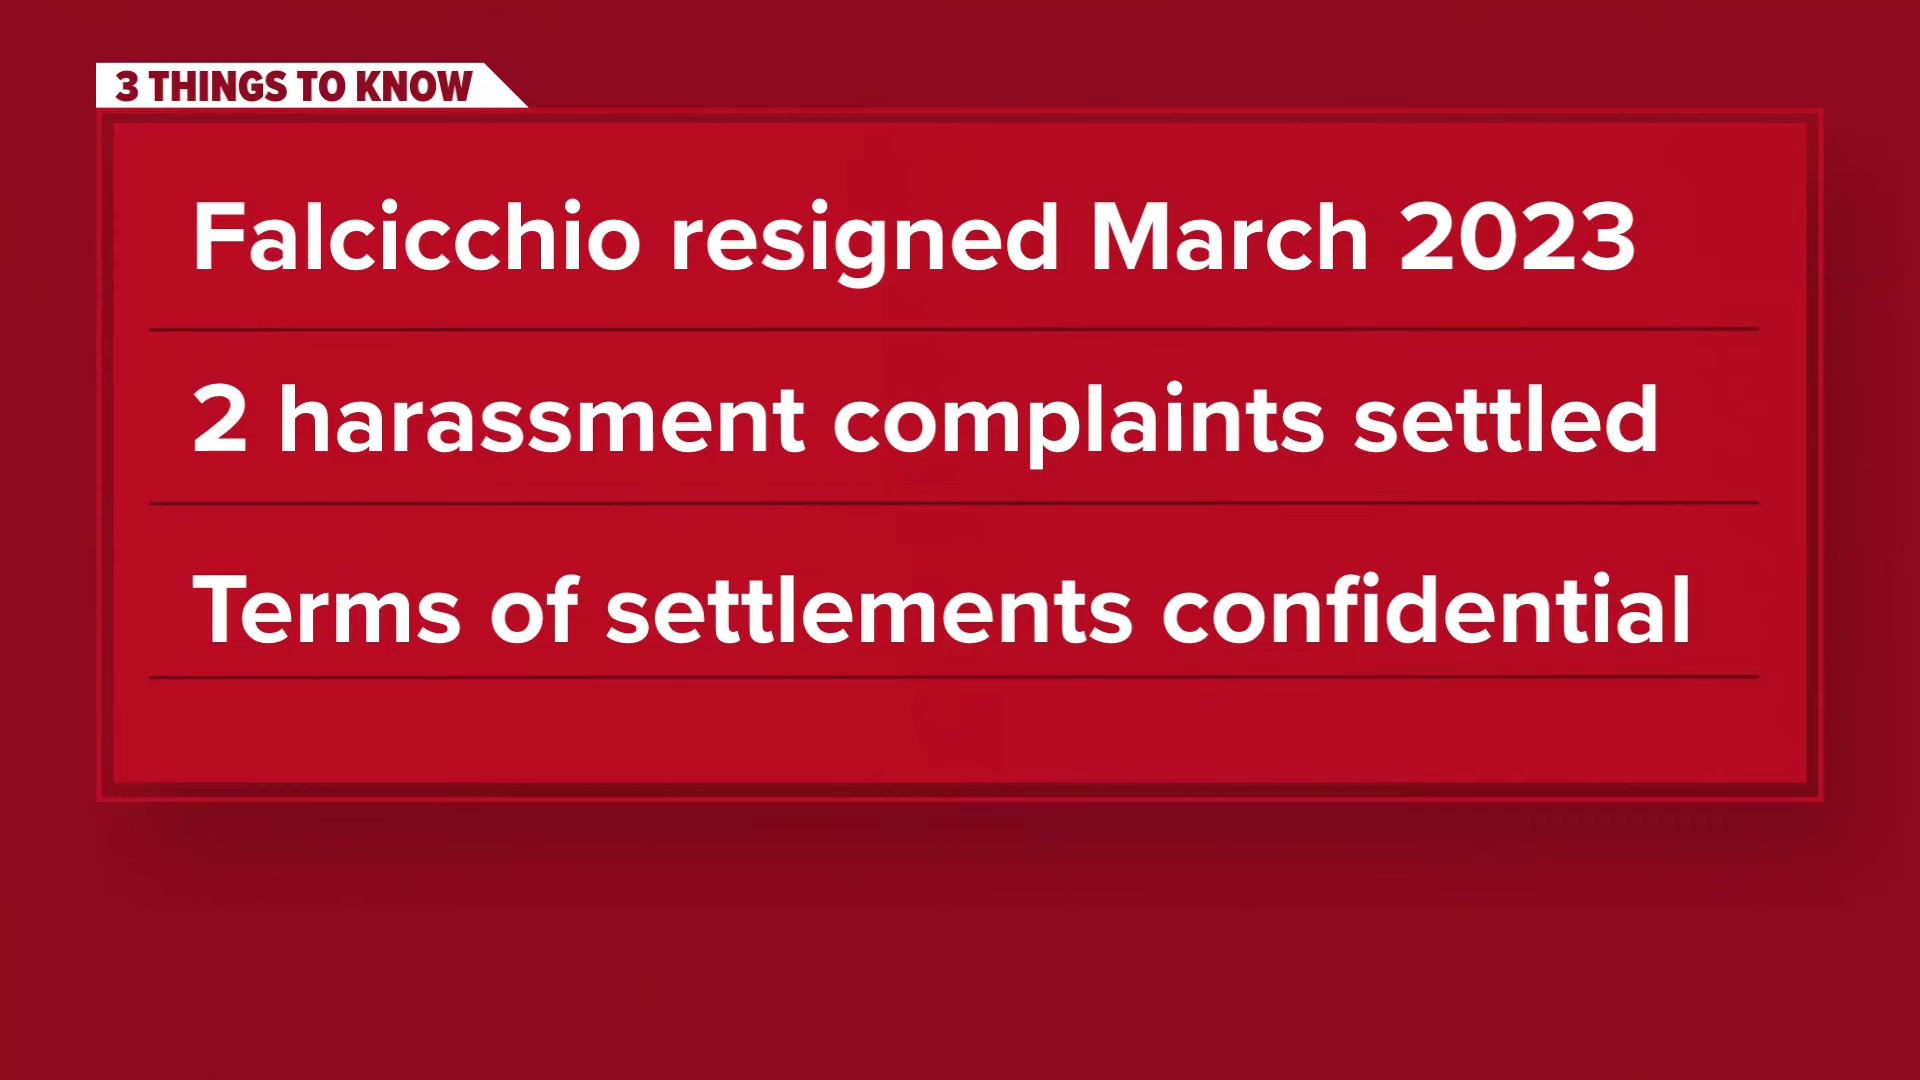 3 THINGS TO KNOW
Falcicchio resigned March 2023
2 harassment complaints settled
Terms of settlements confidential